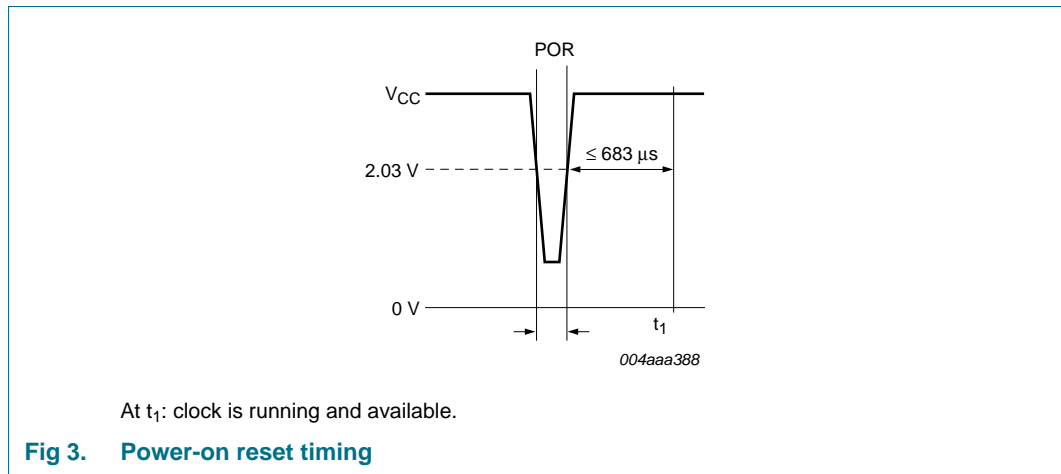 POR
VCC
≤ 683 μs
2.03 V
0 V
t1
004aaa388
At t1: clock is running and available.
Fig 3. Power-on reset timing